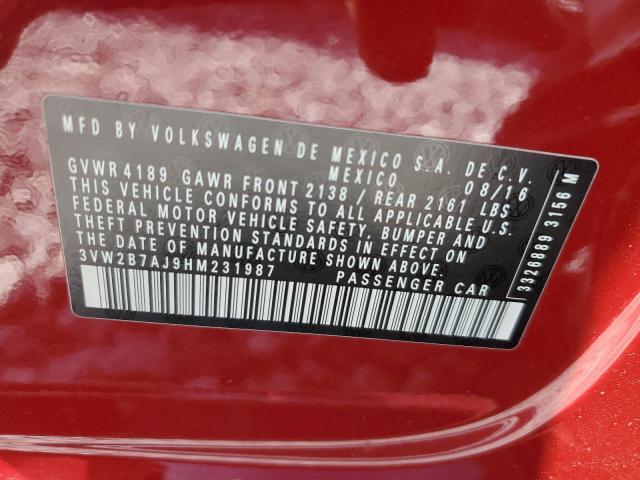 MFD BY VOLKSWAGEN DE MEXICO S.A. DE C.V.
MEXICO 08/16
GVWR 4189 GAWR FRONT 2138 / REAR 2161 LBS
THIS VEHICLE CONFORMS TO ALL APPLICABLE U.S.
FEDERAL MOTOR VEHICLE SAFETY, BUMPER AND
THEFT PREVENTION STANDARDS IN EFFECT ON
THE DATE OF MANUFACTURE SHOWN ABOVE.
3VW2B7AJ9HM231987 PASSENGER CAR
3326899 3156 M